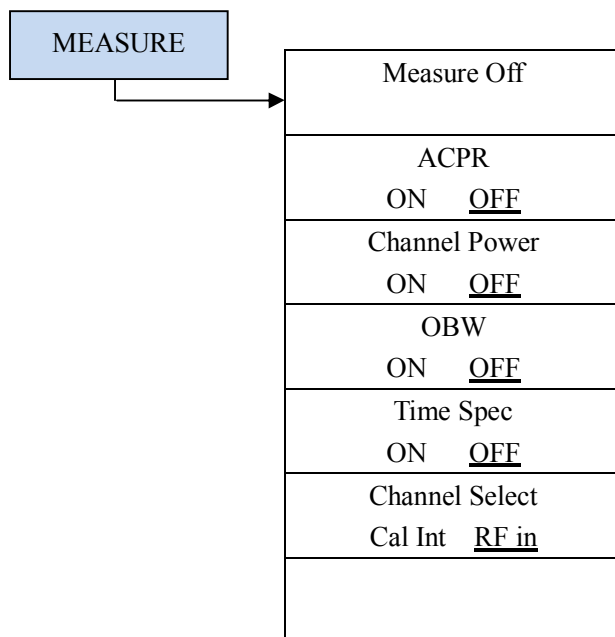 MEASURE
Measure Off
ACPR
ON OFF
Channel Power
ON OFF
OBW
ON OFF
Time Spec
ON OFF
Channel Select
Cal Int RF in